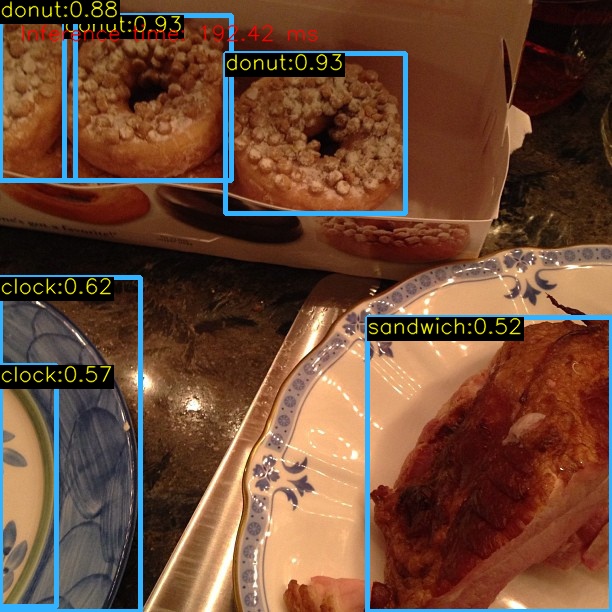 donut:0.88
donut:0.93
Inference time: 192.42 ms
donut:0.93
clock:0.62
clock:0.57
sandwich:0.52